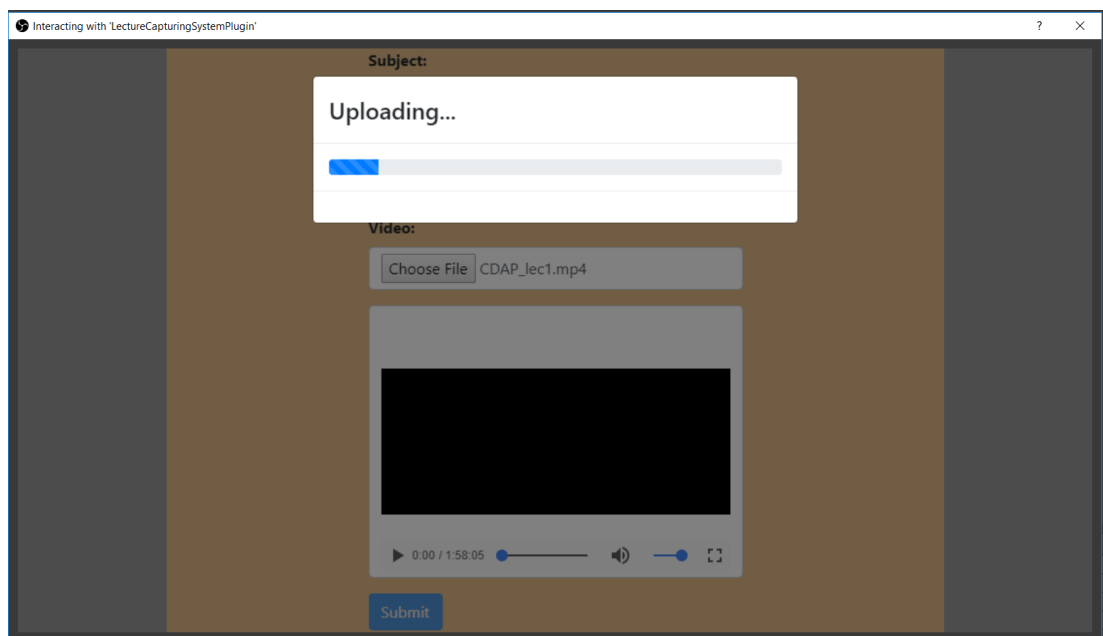 Interacting with 'LectureCapturingSystemPlugin'
?
Subject:
Uploading...
Video:
Choose File CDAP_lec1.mp4
0:00 / 1:58:05
Submit